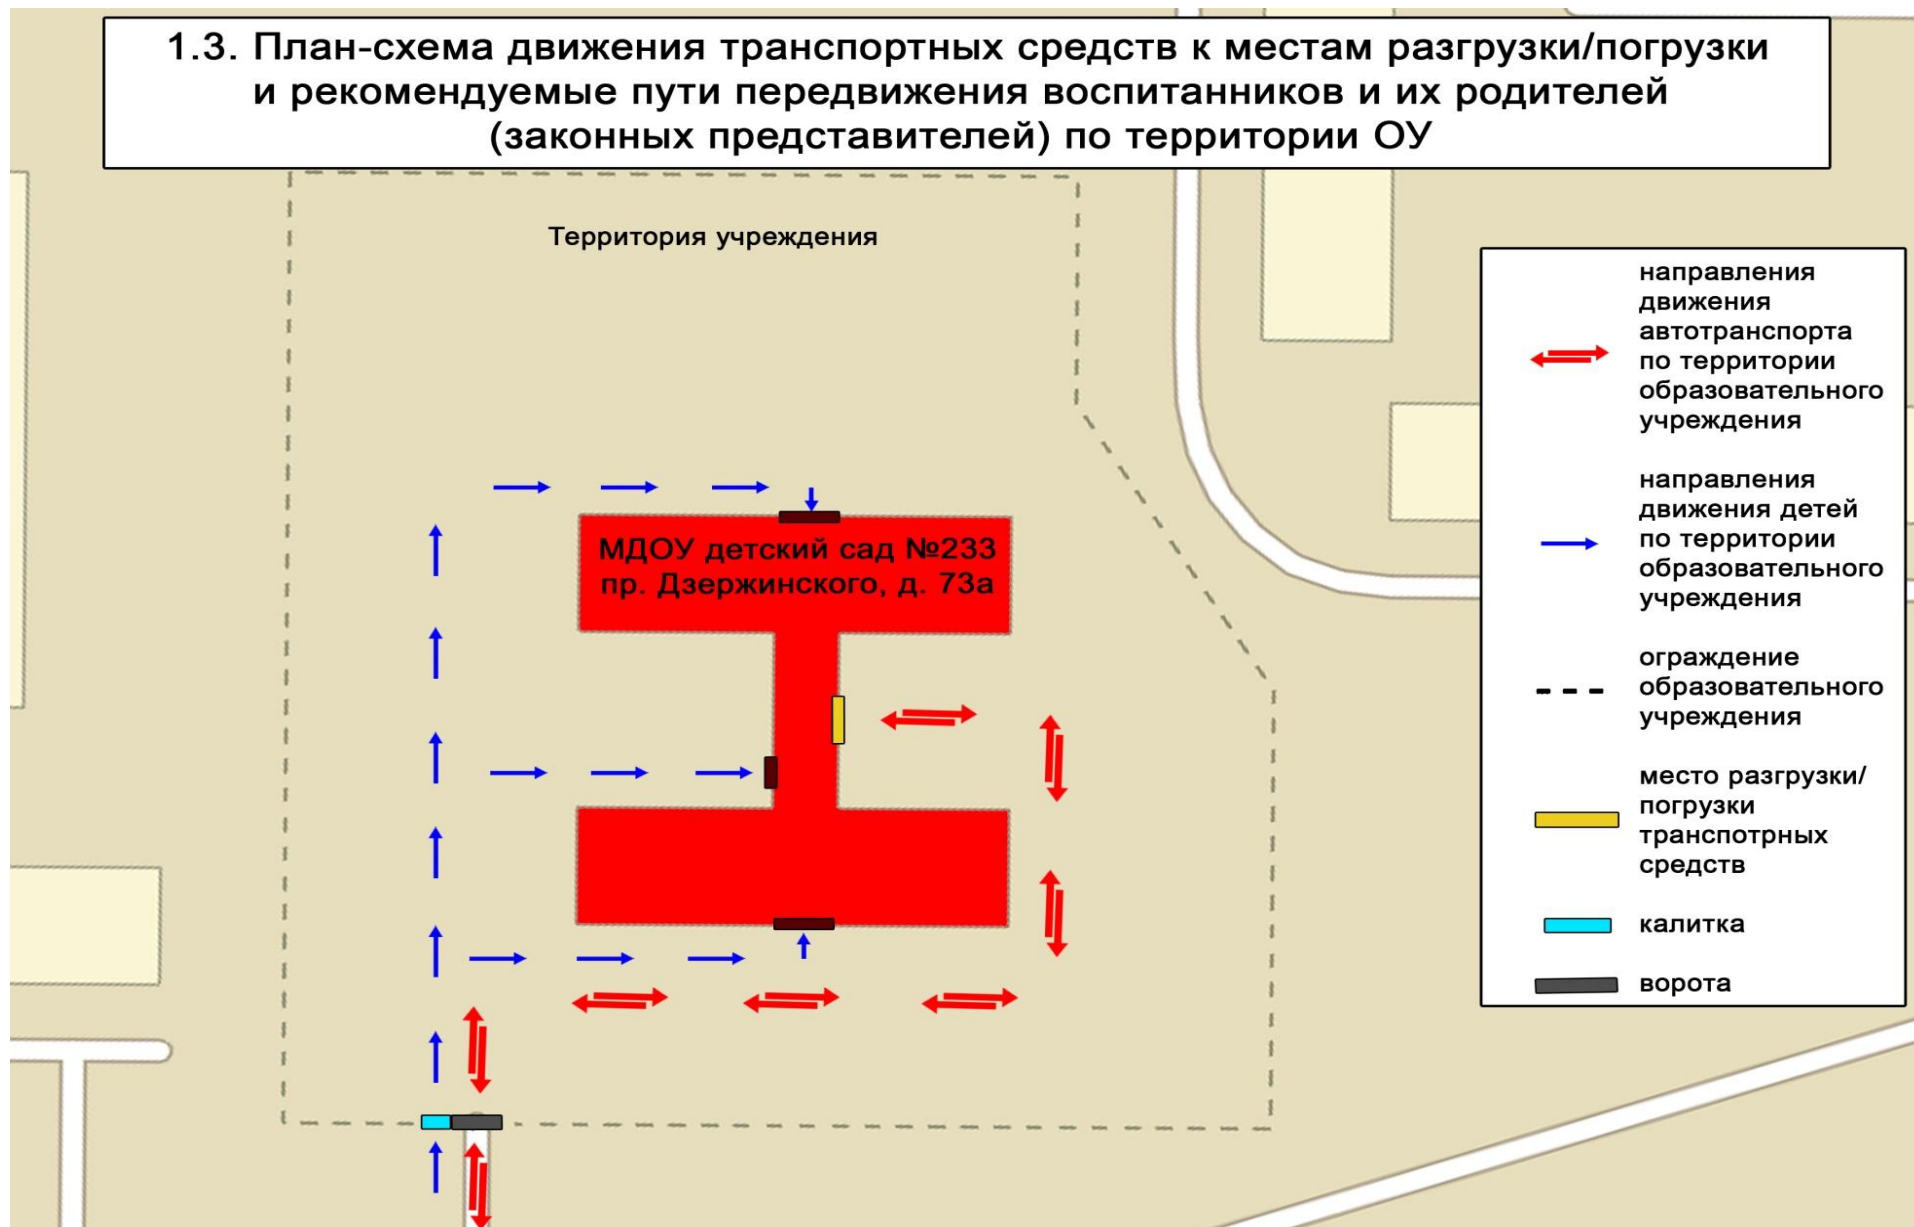 1.3. План-схема движения транспортных средств к местам разгрузки/погрузки
и рекомендуемые пути передвижения воспитанников и их родителей
(законных представителей) по территории ОУ
Территория учреждения
МДОУ детский сад №233
пр. Дзержинского, д. 73а
направления
движения
автотранспорта
по территории
образовательного
учреждения
направления
движения детей
по территории
образовательного
учреждения
ограждение
образовательного
учреждения
место разгрузки/
погрузки
транспотрных
средств
калитка
ворота